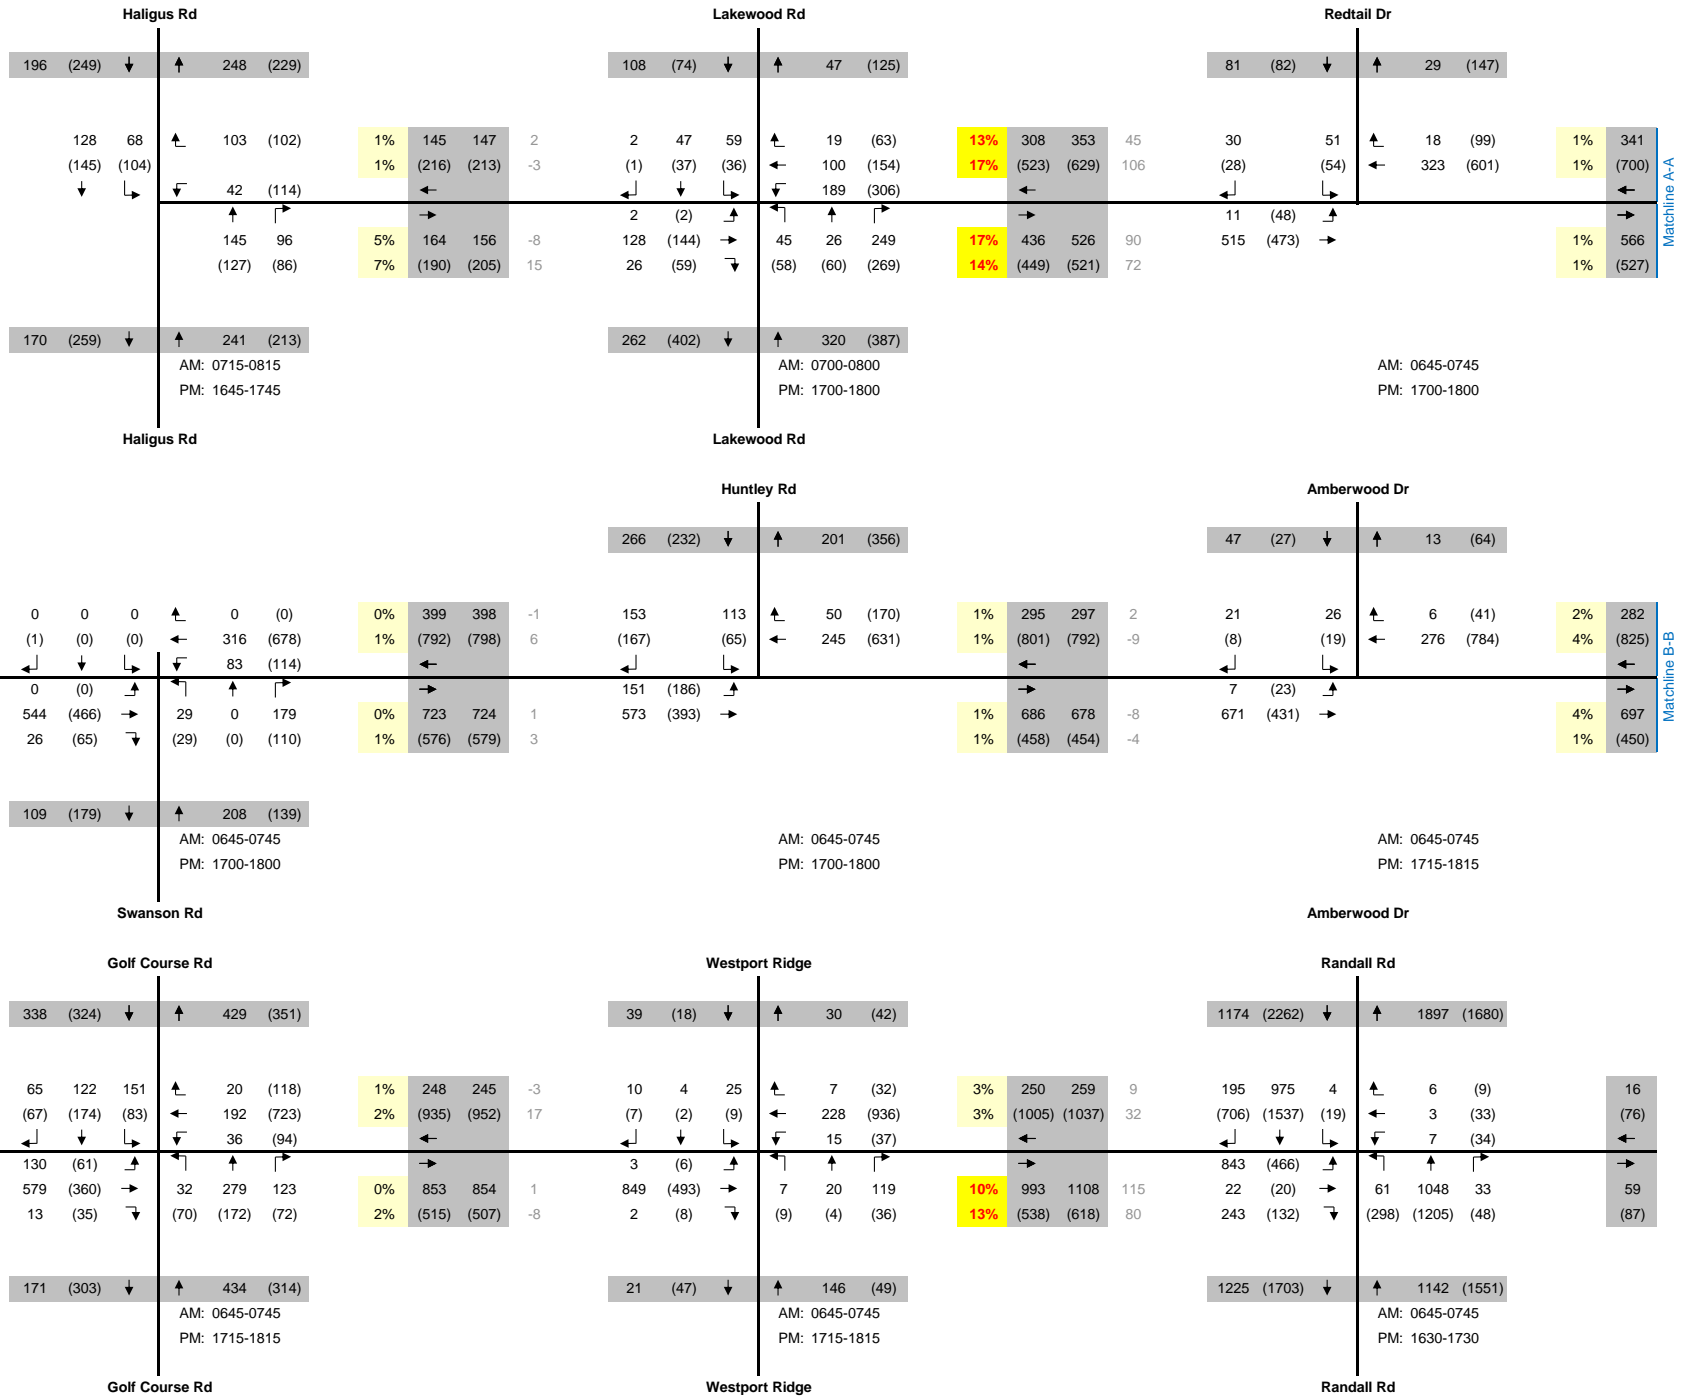 Haligus Rd Lakewood Rd Redtail Dr
196 (249) 248 (229) 108 (74) 47 (125) 81 (82) 29 (147)
128 68 103 (102) 1% 145 147 2 2 47 59 19 (63) 13% 308 353 45 30 51 18 (99) 1% 341
(145) (104) 1% (216) (213) -3 (1) (37) (36) 100 (154) 17% (523) (629) 106 (28) (54) 323 (601) 1% (700)
42 (114) 189 (306)
2 (2) 11 (48)
145 96 5% 164 156 -8 128 (144) 45 26 249 17% 436 526 90 515 (473) 1% 566
(127) (86) 7% (190) (205) 15 26 (59) (58) (60) (269) 14% (449) (521) 72 1% (527)
Matchline A-A
170 (259) 241 (213) 262 (402) 320 (387)
AM: 0715-0815 AM: 0700-0800 AM: 0645-0745
PM: 1645-1745 PM: 1700-1800 PM: 1700-1800
Haligus Rd Lakewood Rd
Huntley Rd Amberwood Dr
266 (232) 201 (356) 47 (27) 13 (64)
0 0 0 0 (0) 0% 399 398 -1 153 113 50 (170) 1% 295 297 2 21 26 6 (41) 2% 282
(1) (0) (0) 316 (678) 1% (792) (798) 6 (167) (65) 245 (631) 1% (801) (792) -9 (8) (19) 276 (784) 4% (825)
83 (114)
0 (0) 151 (186) 7 (23)
544 (466) 29 0 179 0% 723 724 1 573 (393) 1% 686 678 -8 671 (431) 4% 697
26 (65) (29) (0) (110) 1% (576) (579) 3 1% (458) (454) -4 1% (450)
Matchline B-B
109 (179) 208 (139)
AM: 0645-0745 AM: 0645-0745 AM: 0645-0745
PM: 1700-1800 PM: 1700-1800 PM: 1715-1815
Swanson Rd Amberwood Dr
Golf Course Rd Westport Ridge Randall Rd
338 (324) 429 (351) 39 (18) 30 (42) 1174 (2262) 1897 (1680)
65 122 151 20 (118) 1% 248 245 -3 10 4 25 7 (32) 3% 250 259 9 195 975 4 6 (9) 16
(67) (174) (83) 192 (723) 2% (935) (952) 17 (7) (2) (9) 228 (936) 3% (1005) (1037) 32 (706) (1537) (19) 3 (33) (76)
36 (94) 15 (37) 7 (34)
130 (61) 3 (6) 843 (466)
579 (360) 32 279 123 0% 853 854 1 849 (493) 7 20 119 10% 993 1108 115 22 (20) 61 1048 33 59
13 (35) (70) (172) (72) 2% (515) (507) -8 2 (8) (9) (4) (36) 13% (538) (618) 80 243 (132) (298) (1205) (48) (87)
171 (303) 434 (314) 21 (47) 146 (49) 1225 (1703) 1142 (1551)
AM: 0645-0745 AM: 0645-0745 AM: 0645-0745
PM: 1715-1815 PM: 1715-1815 PM: 1630-1730
Golf Course Rd Westport Ridge Randall Rd